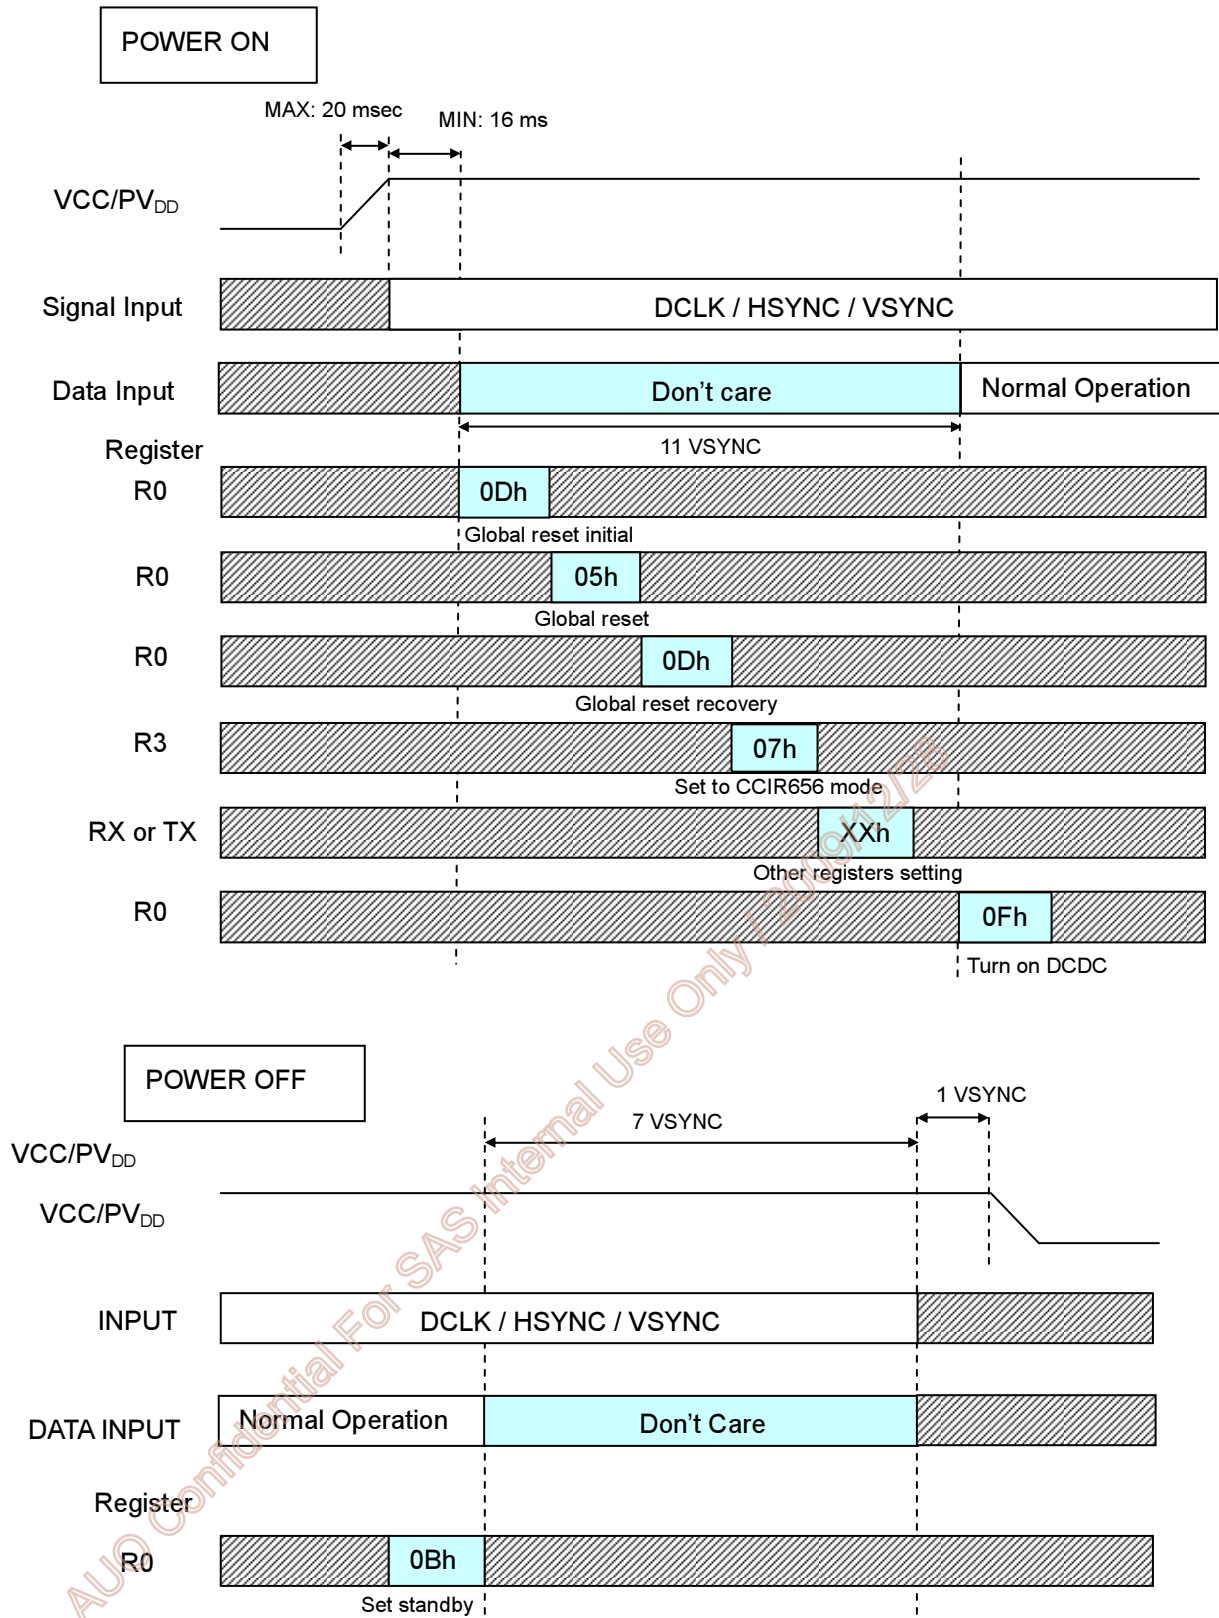 POWER ON
MAX: 20 msec
MIN: 16 ms
VCC/PVDD
Signal Input
DCLK / HSYNC / VSYNC
Data Input
Don't care
Normal Operation
11 VSYNC
Register
R0
0Dh
Global reset initial
R0
05h
Global reset
R0
0Dh
Global reset recovery
R3
07h
Set to CCIR656 mode
RX or TX
XXh
Other registers setting
R0
0Fh
Turn on DCDC
POWER OFF
7 VSYNC
1 VSYNC
VCC/PVDD
VCC/PVDD
INPUT
DCLK / HSYNC / VSYNC
DATA INPUT
Normal Operation
Don't Care
Register
R0
0Bh
Set standby
AUO Confidential For SAS Internal Use Only / 2009/12/28